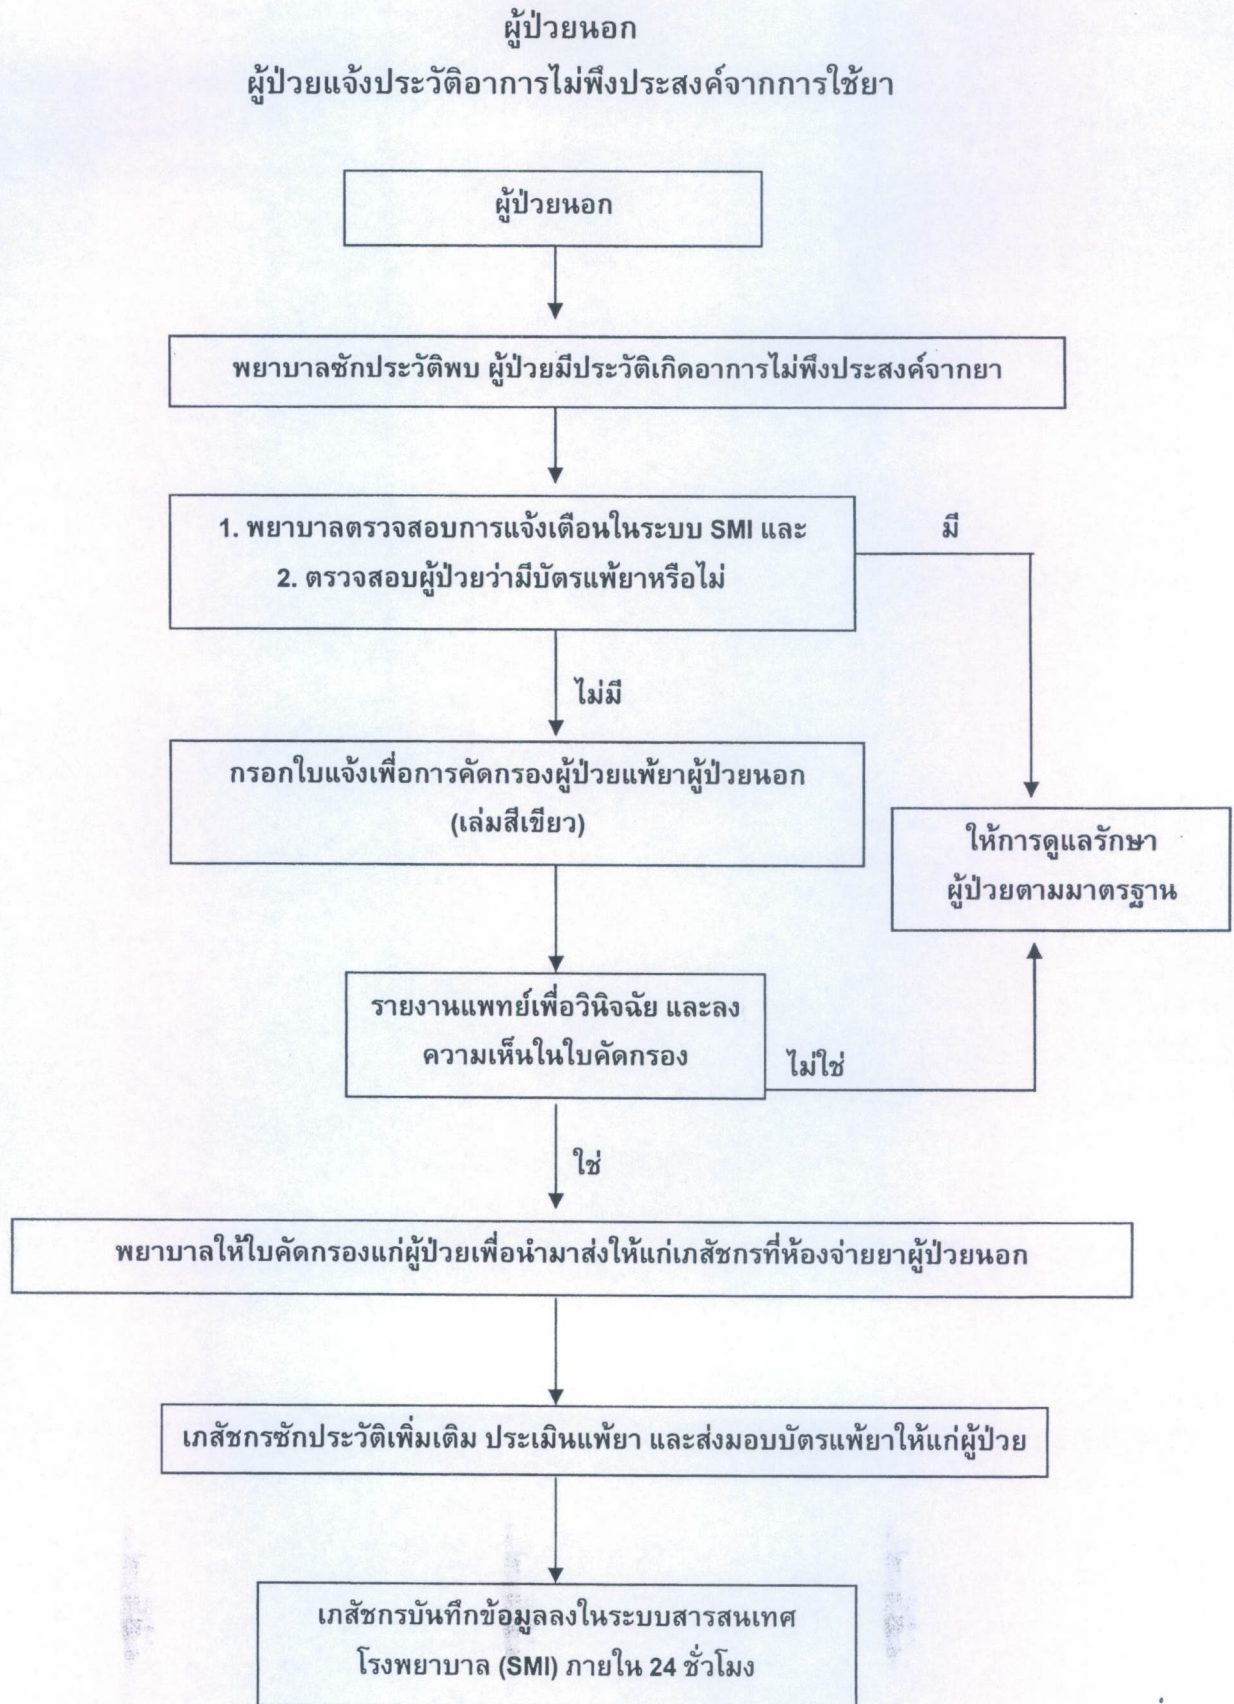 ผู้ป่วยนอก
ผู้ป่วยแจ้งประวัติอาการไม่พึงประสงค์จากการใช้ยา
ผู้ป่วยนอก
พยาบาลซักประวัติพบ ผู้ป่วยมีประวัติเกิดอาการไม่พึงประสงค์จากยา
1. พยาบาลตรวจสอบการแจ้งเตือนในระบบ SMI และ
2. ตรวจสอบผู้ป่วยว่ามีบัตรแพ้ยาหรือไม่
มี
ไม่มี
กรอกใบแจ้งเพื่อการคัดกรองผู้ป่วยแพ้ยาผู้ป่วยนอก
(เล่มสีเขียว)
ให้การดูแลรักษา
ผู้ป่วยตามมาตรฐาน
รายงานแพทย์เพื่อวินิจฉัย และลง
ความเห็นในใบคัดกรอง
ไม่ใช่
ใช่
พยาบาลให้ใบคัดกรองแก่ผู้ป่วยเพื่อนำมาส่งให้แก่เภสัชกรที่ห้องจ่ายยาผู้ป่วยนอก
เภสัชกรซักประวัติเพิ่มเติม ประเมินแพ้ยา และส่งมอบบัตรแพ้ยาให้แก่ผู้ป่วย
เภสัชกรบันทึกข้อมูลลงในระบบสารสนเทศ
โรงพยาบาล (SMI) ภายใน 24 ชั่วโมง